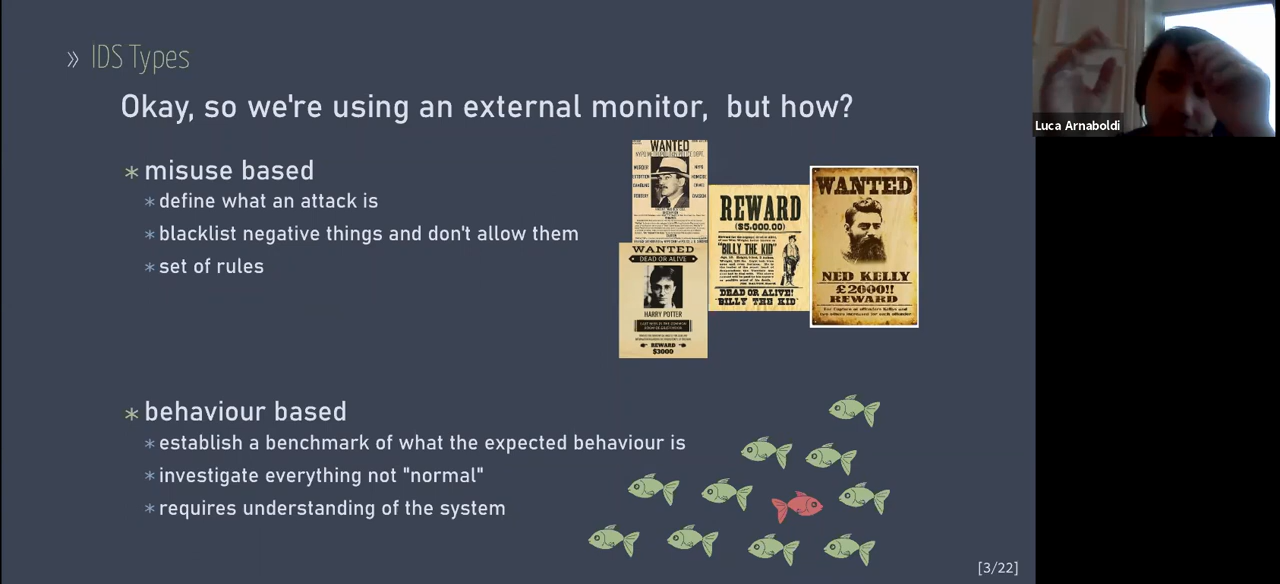 » IDS Types
Okay, so we're using an external monitor, but how?
* misuse based
* define what an attack is
* blacklist negative things and don't allow them
* set of rules
WANTED
REWARD
($5,000.00)
"BILLY THE KID"
DEAD OR ALIVE!
BILLY THE KID
WANTED
NED KELLY
£2000!!
REWARD
WANTED
DEAD OR ALIVE
HARRY POTTER
REWARD
$3000
* behaviour based
* establish a benchmark of what the expected behaviour is
* investigate everything not "normal"
* requires understanding of the system
[3/22]
Luca Arnaboldi